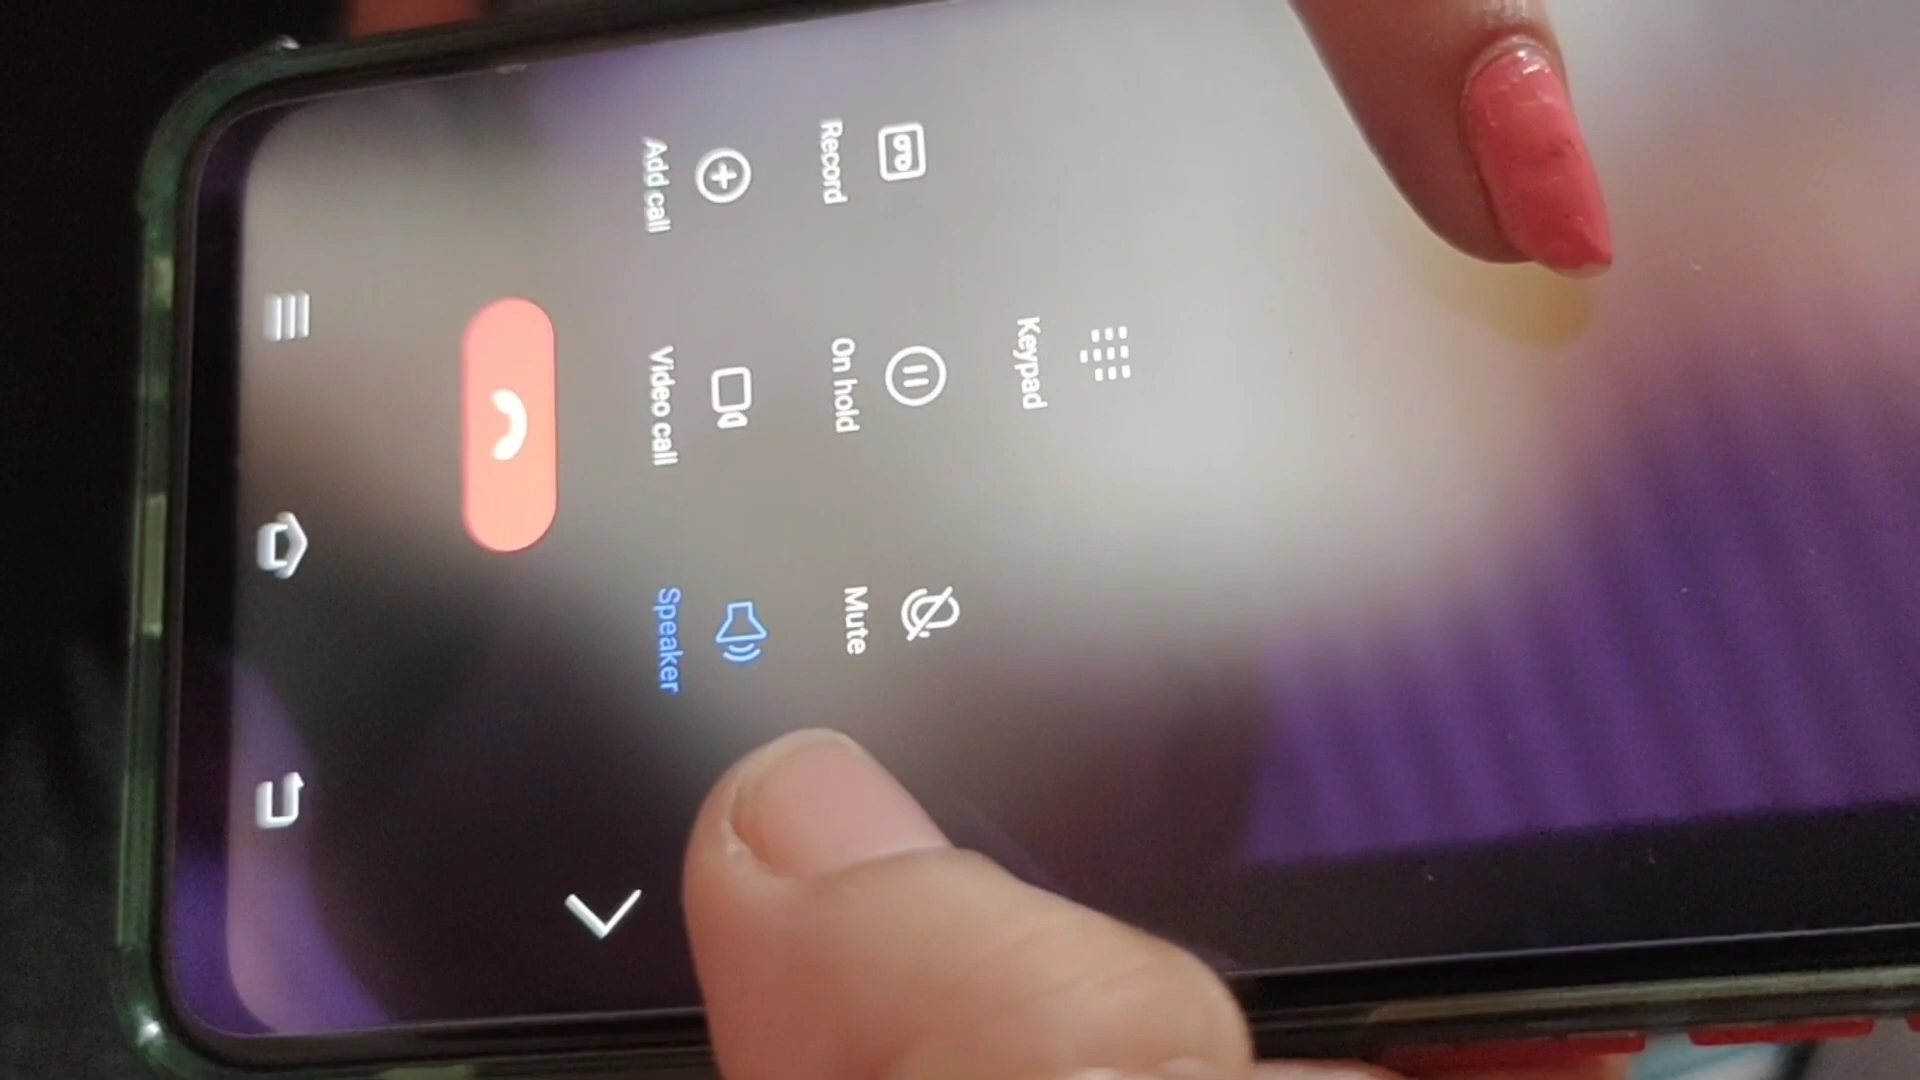 Keypad
Record
On hold
Mute
Add call
Video call
Speaker